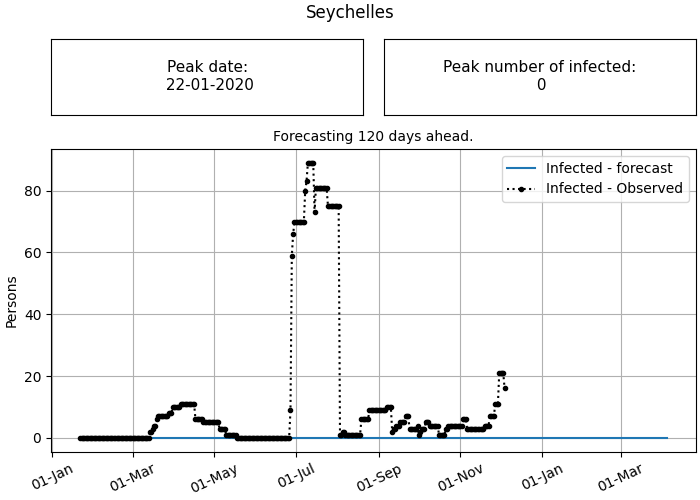 Seychelles
Peak date:
22-01-2020
Peak number of infected:
0
Forecasting 120 days ahead.
Infected - forecast
Infected - Observed
Persons
80
60
40
20
0
01-Jan
01-Mar
01-May
01-Jul
01-Sep
01-Nov
01-Jan
01-Mar